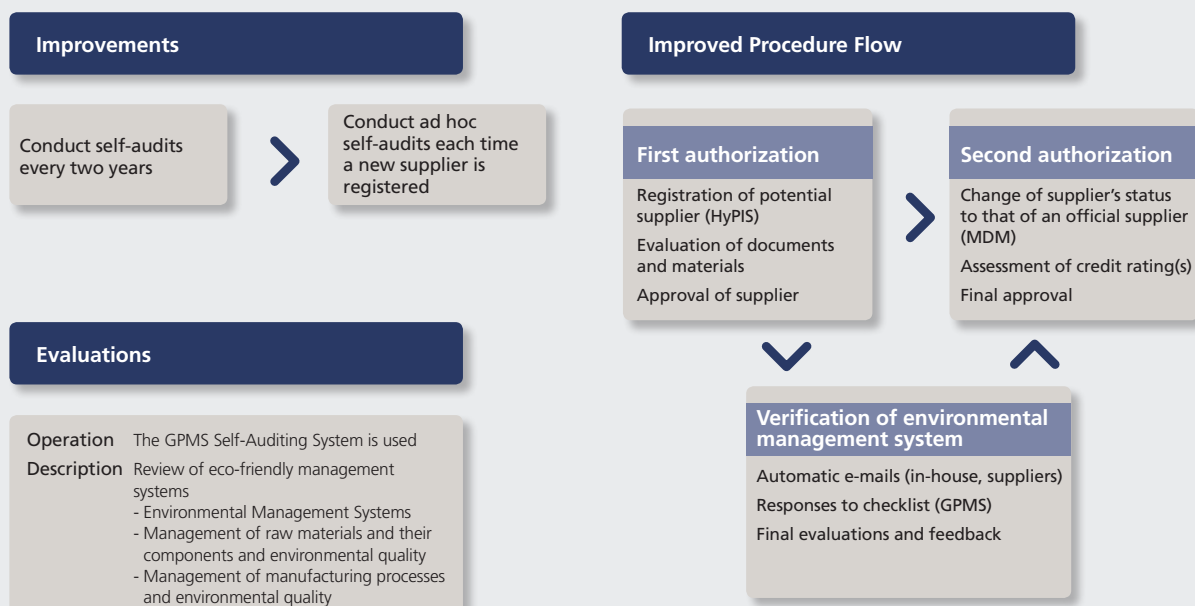 Improvements
Conduct self-audits
every two years
Conduct ad hoc
self-audits each time
a new supplier is
registered
Evaluations
Operation The GPMS Self-Auditing System is used
Description Review of eco-friendly management
systems
- Environmental Management Systems
- Management of raw materials and their
components and environmental quality
- Management of manufacturing processes
and environmental quality
Improved Procedure Flow
First authorization
Registration of potential
supplier (HyPIS)
Evaluation of documents
and materials
Approval of supplier
Second authorization
Change of supplier's status
to that of an official supplier
(MDM)
Assessment of credit rating(s)
Final approval
Verification of environmental
management system
Automatic e-mails (in-house, suppliers)
Responses to checklist (GPMS)
Final evaluations and feedback